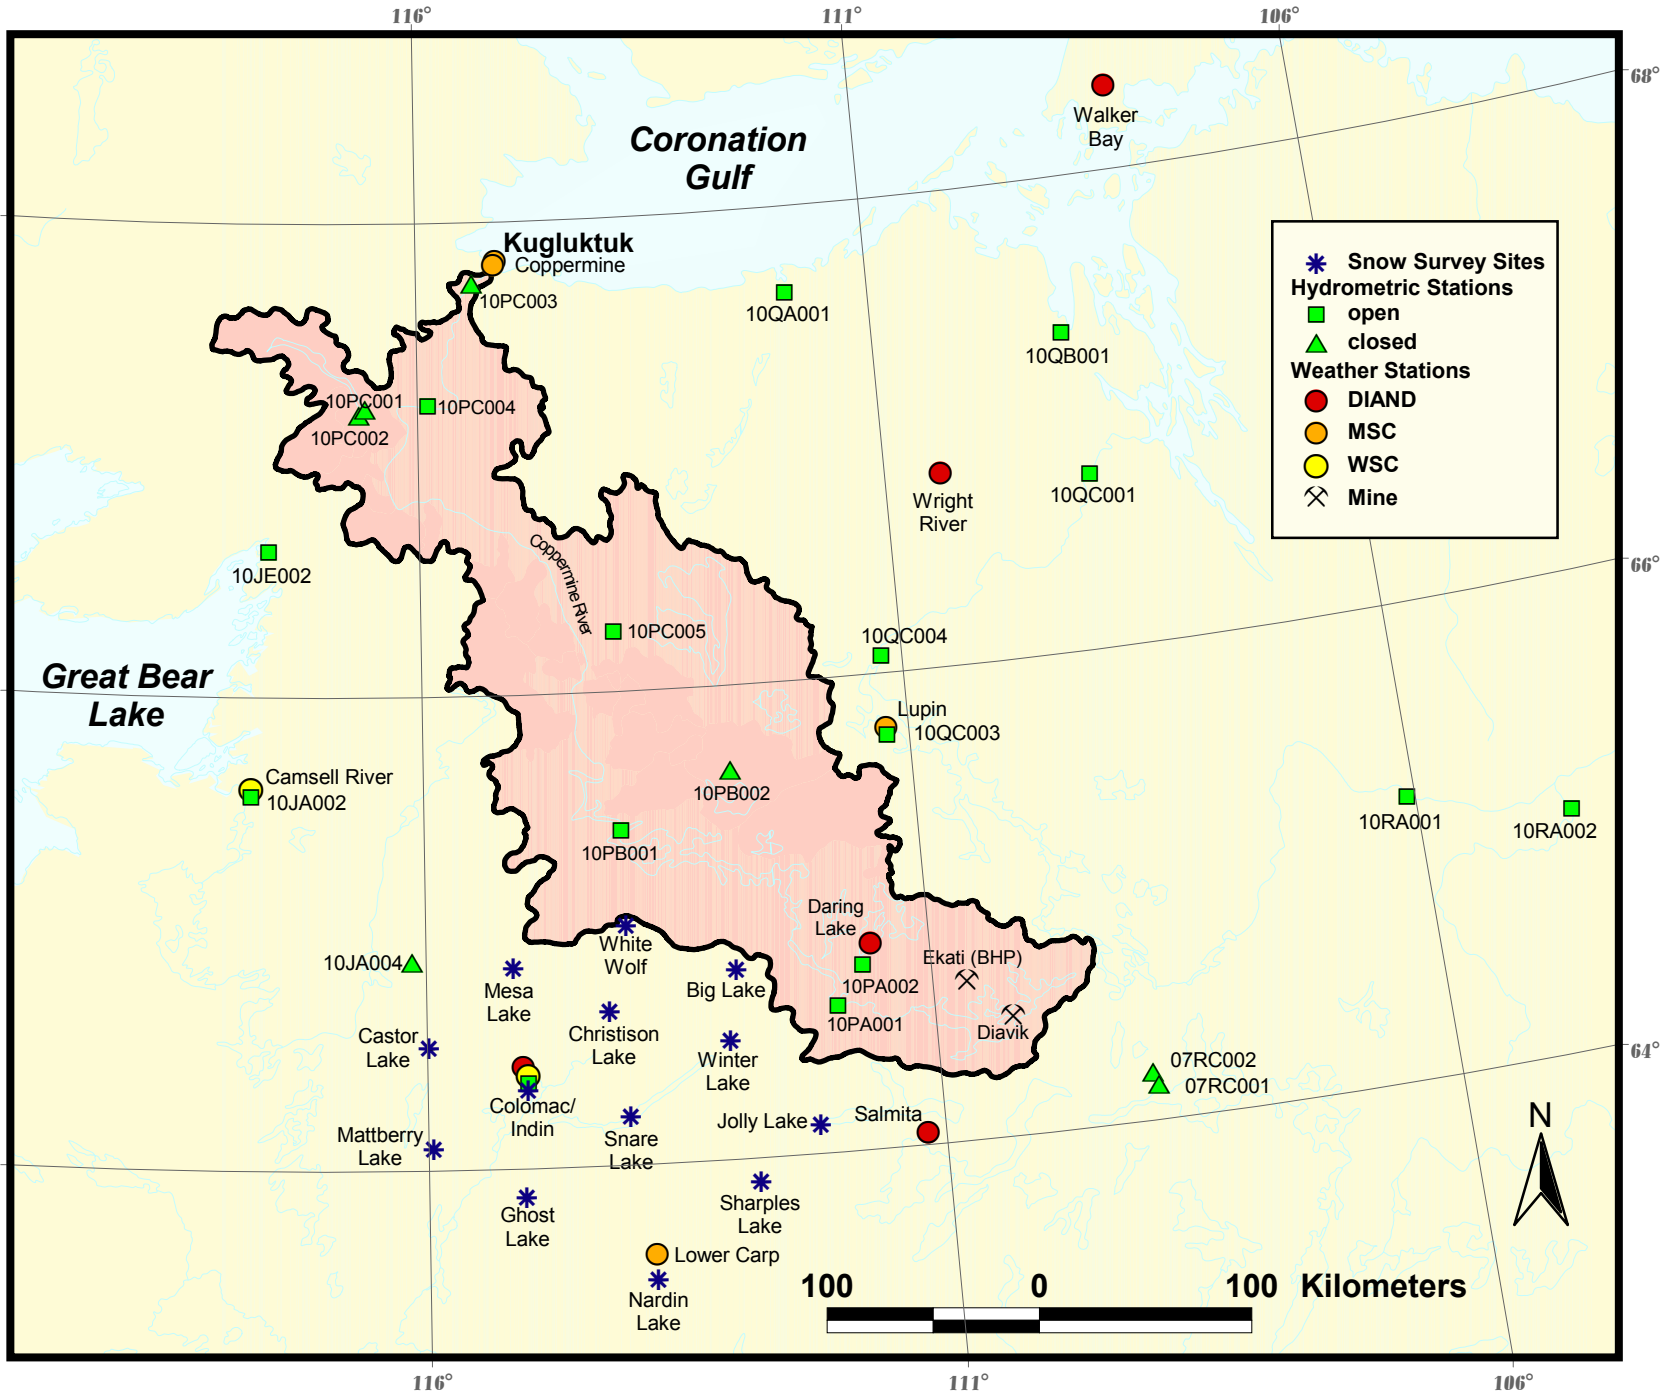 116°
111°
106°
68°
Walker
Bay
Coronation
Gulf
Kugluktuk
Coppermine
10PC003
10QA001
10QB001
Snow Survey Sites
Hydrometric Stations
open
closed
Weather Stations
DIAND
MSC
WSC
Mine
10PC001
10PC004
10PC002
Wright
River
10QC001
Coppermine River
66°
10JE002
10PC005
10QC004
Great Bear
Lake
Lupin
10QC003
Camsell River
10JA002
10PB002
10RA001
10RA002
10PB001
Daring
Lake
White
Wolf
Ekati (BHP)
10JA004
Mesa
Lake
Big Lake
10PA002
10PA001
Diavik
Christison
Lake
Castor
Lake
Winter
Lake
64°
07RC002
07RC001
Colomac/
Indin
Snare
Lake
Jolly Lake
Salmita
Mattberry
Lake
N
Ghost
Lake
Sharples
Lake
Lower Carp
Nardin
Lake
100 0 100 Kilometers
116°
111°
106°